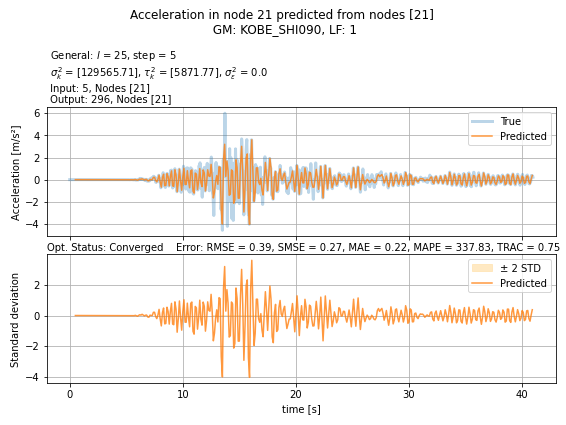 Acceleration in node 21 predicted from nodes [21]
GM: KOBE_SHI090, LF: 1
General: l = 25, step = 5
σ²ₖ = [129565.71], τ²ₖ = [5871.77], σ²ε = 0.0
Input: 5, Nodes [21]
Output: 296, Nodes [21]
6
4
2
0
−2
−4
Acceleration [m/s²]
True
Predicted
Opt. Status: Converged    Error: RMSE = 0.39, SMSE = 0.27, MAE = 0.22, MAPE = 337.83, TRAC = 0.75
2
0
−2
−4
Standard deviation
± 2 STD
Predicted
0 10 20 30 40
time [s]